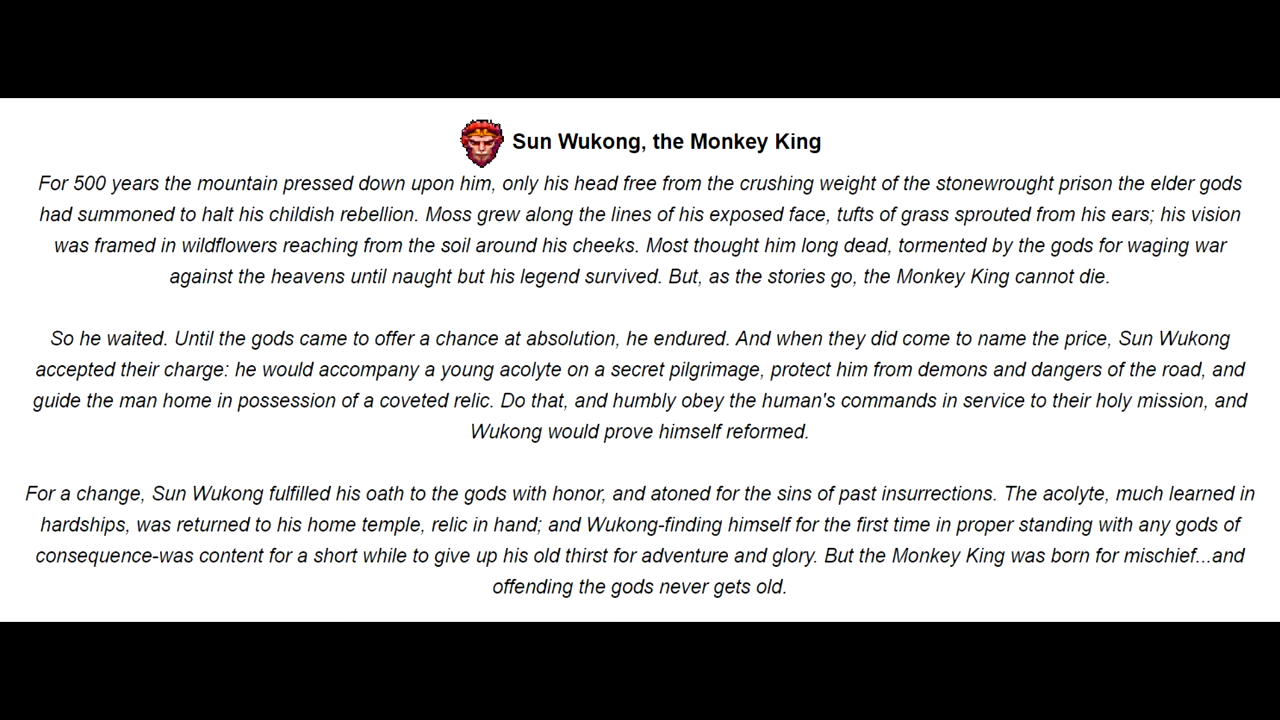 Sun Wukong, the Monkey King
For 500 years the mountain pressed down upon him, only his head free from the crushing weight of the stonewrought prison the elder gods
had summoned to halt his childish rebellion. Moss grew along the lines of his exposed face, tufts of grass sprouted from his ears; his vision
was framed in wildflowers reaching from the soil around his cheeks. Most thought him long dead, tormented by the gods for waging war
against the heavens until naught but his legend survived. But, as the stories go, the Monkey King cannot die.
So he waited. Until the gods came to offer a chance at absolution, he endured. And when they did come to name the price, Sun Wukong
accepted their charge: he would accompany a young acolyte on a secret pilgrimage, protect him from demons and dangers of the road, and
guide the man home in possession of a coveted relic. Do that, and humbly obey the human's commands in service to their holy mission, and
Wukong would prove himself reformed.
For a change, Sun Wukong fulfilled his oath to the gods with honor, and atoned for the sins of past insurrections. The acolyte, much learned in
hardships, was returned to his home temple, relic in hand; and Wukong-finding himself for the first time in proper standing with any gods of
consequence-was content for a short while to give up his old thirst for adventure and glory. But the Monkey King was born for mischief...and
offending the gods never gets old.